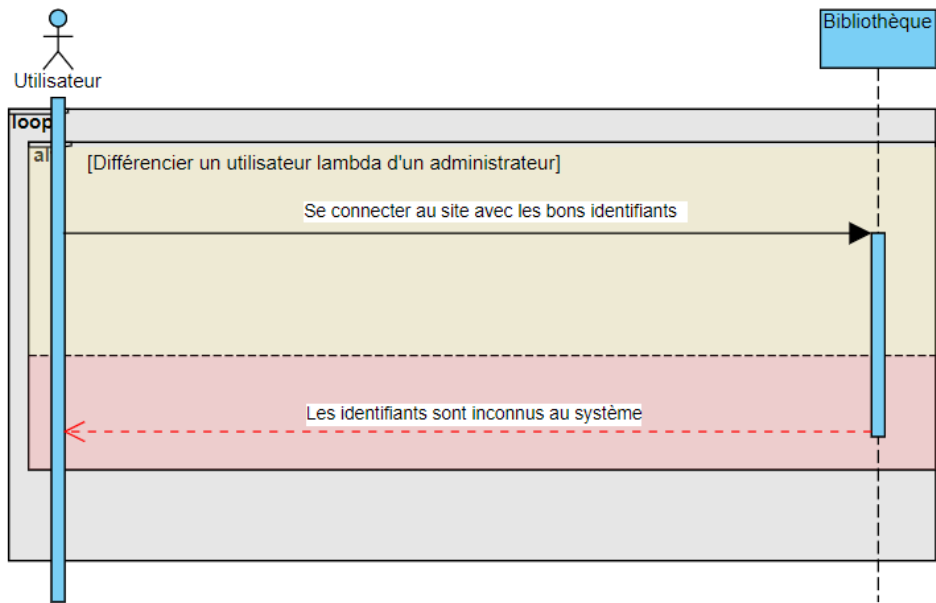 Bibliothèque
Utilisateur
loop
[Différencier un utilisateur lambda d'un administrateur]
Se connecter au site avec les bons identifiants
Les identifiants sont inconnus au système